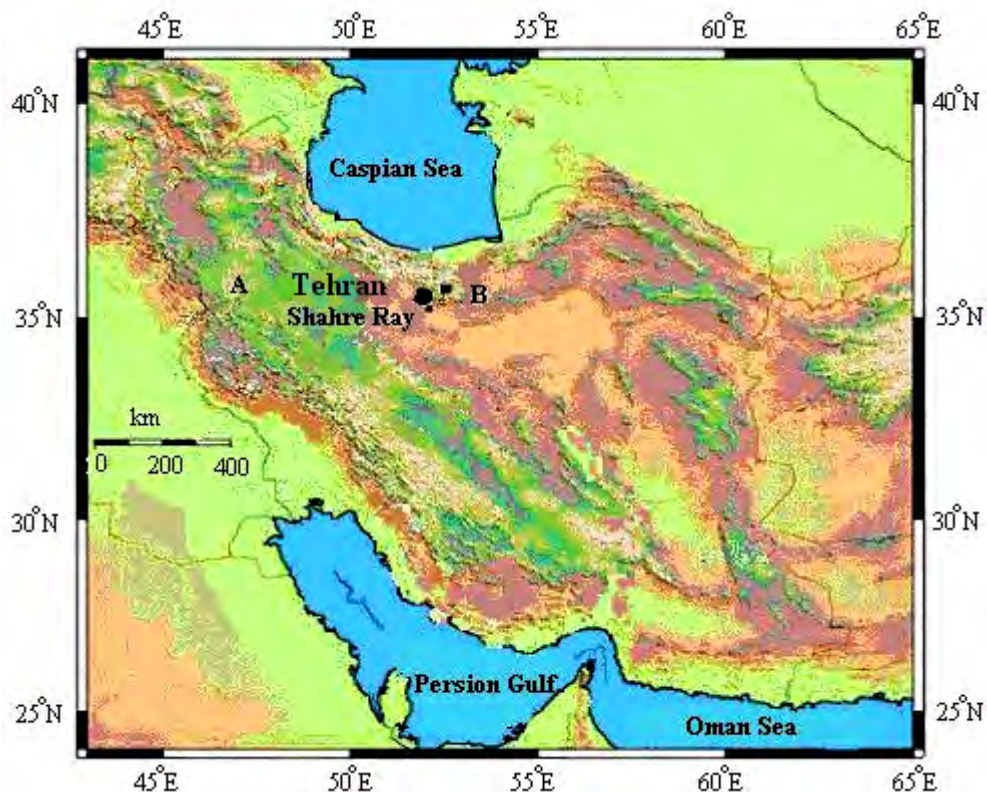 45°E 50°E 55°E 60°E 65°E
40°N 40°N
Caspian Sea
A Tehran B
Shahre Ray
35°N 35°N
km
0 200 400
30°N 30°N
Persion Gulf
25°N Oman Sea 25°N
45°E 50°E 55°E 60°E 65°E